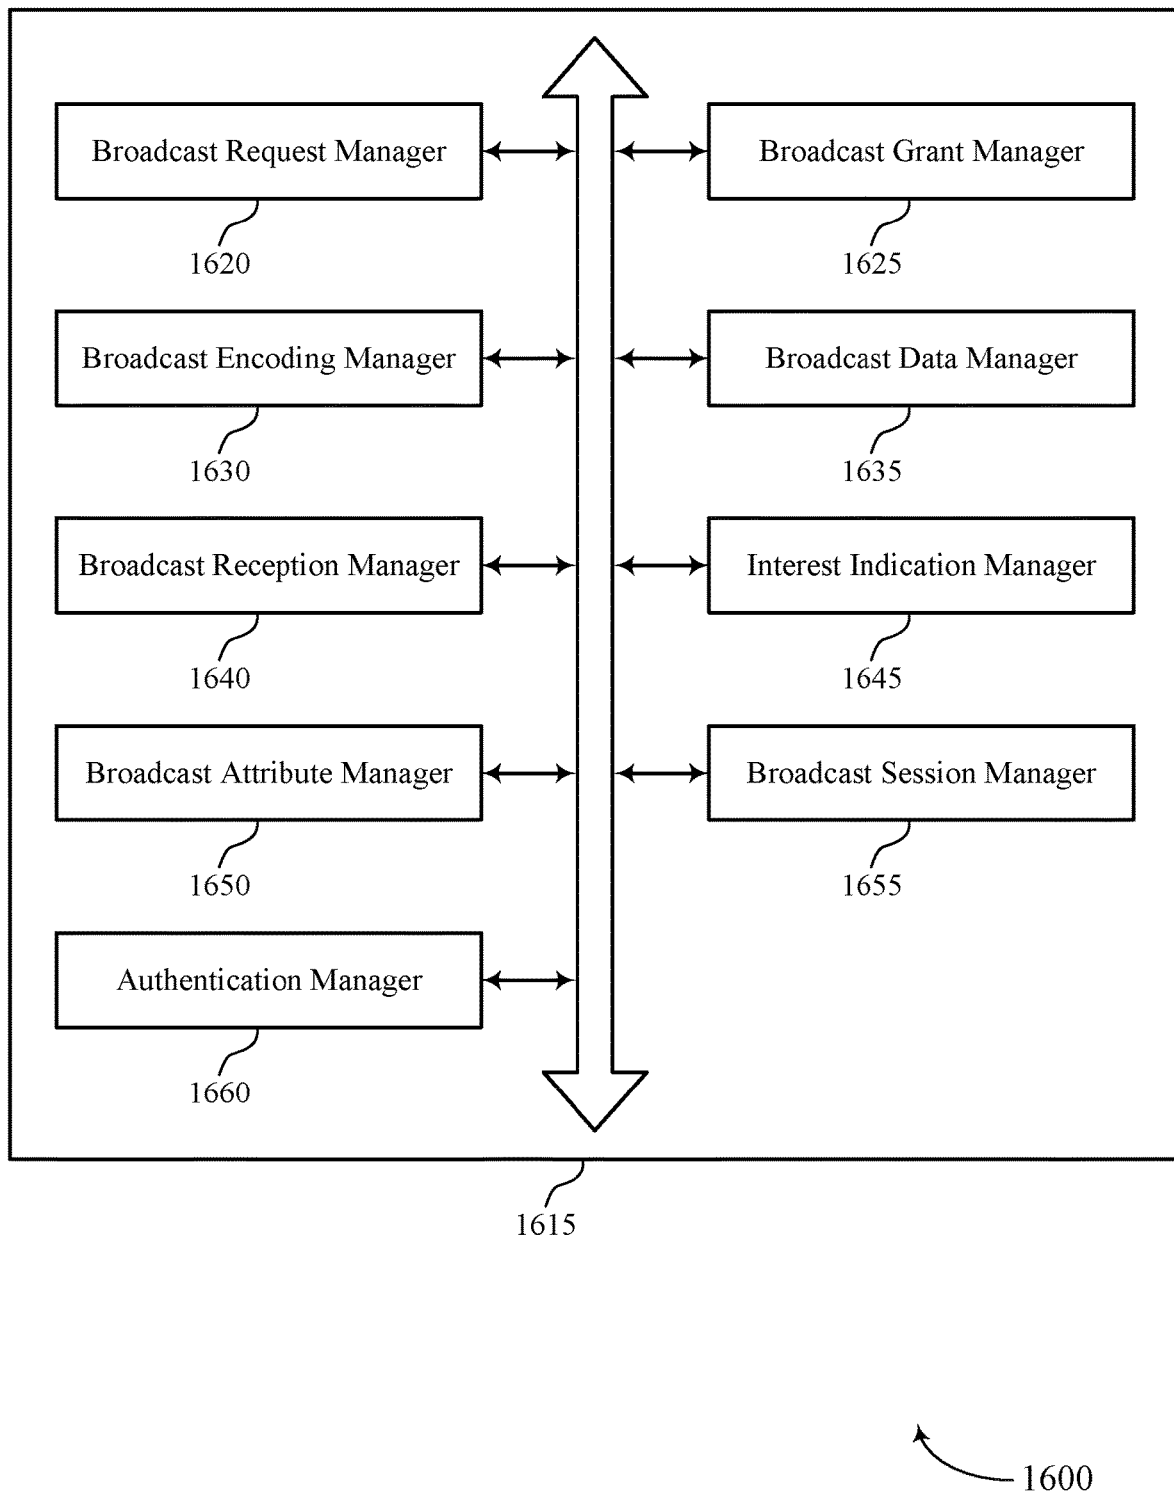 Broadcast Request Manager
Broadcast Grant Manager
1620
1625
Broadcast Encoding Manager
Broadcast Data Manager
1630
1635
Broadcast Reception Manager
Interest Indication Manager
1640
1645
Broadcast Attribute Manager
Broadcast Session Manager
1650
1655
Authentication Manager
1660
1615
1600